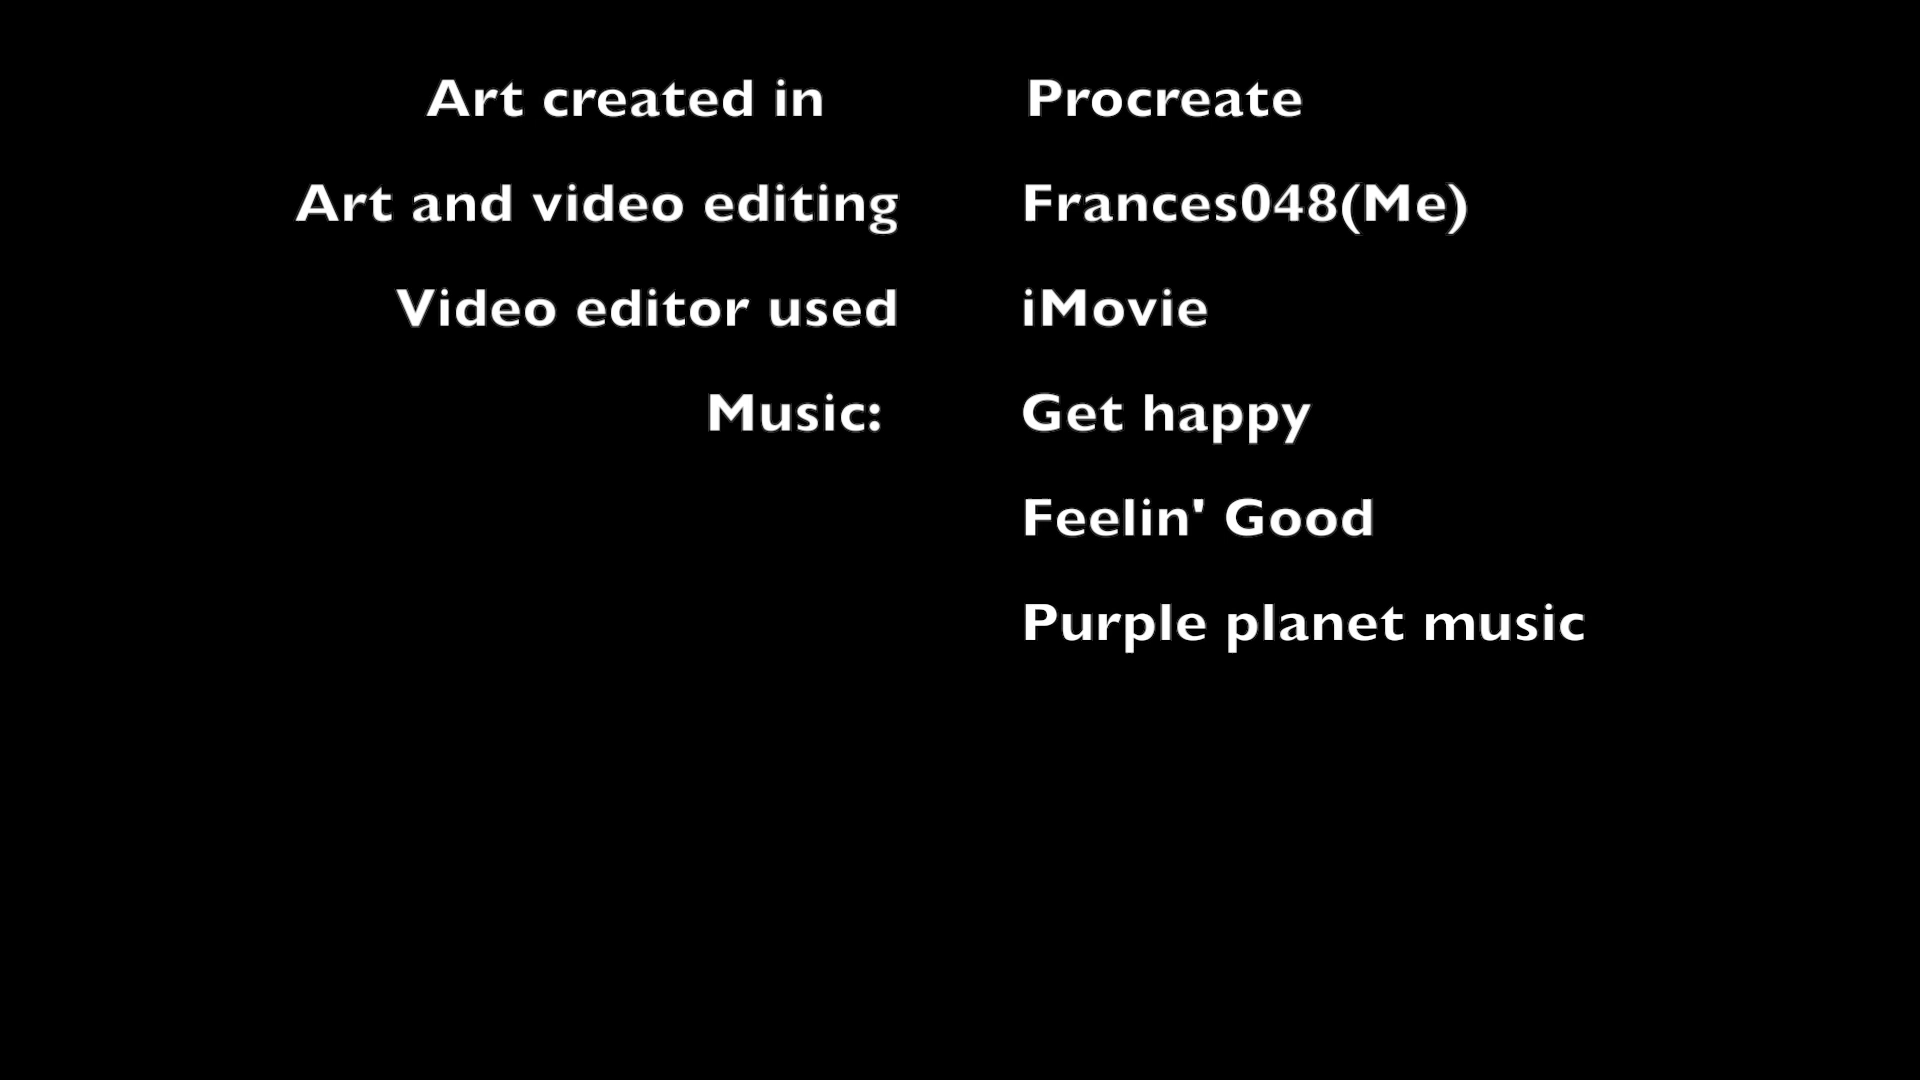 Art created in Procreate
Art and video editing Frances048(Me)
Video editor used iMovie
Music: Get happy
Feelin' Good
Purple planet music